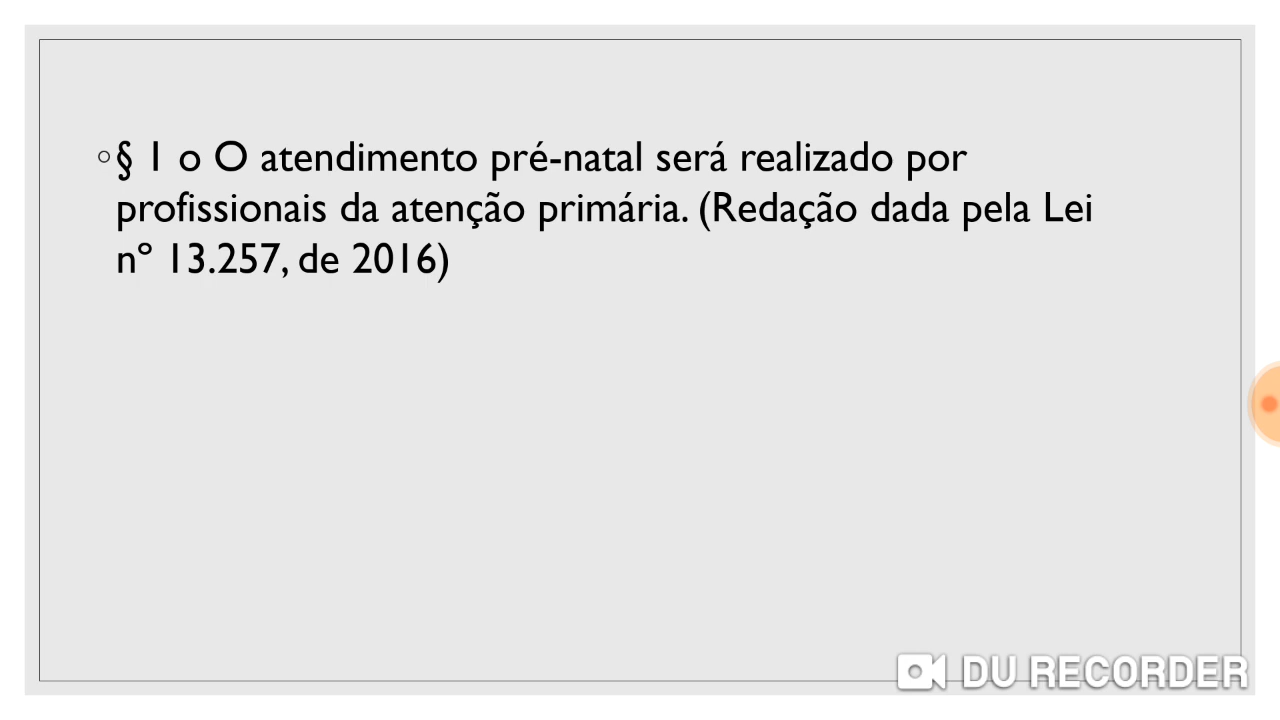 ◦§ 1 o O atendimento pré-natal será realizado por
profissionais da atenção primária. (Redação dada pela Lei
nº 13.257, de 2016)
DU RECORDER